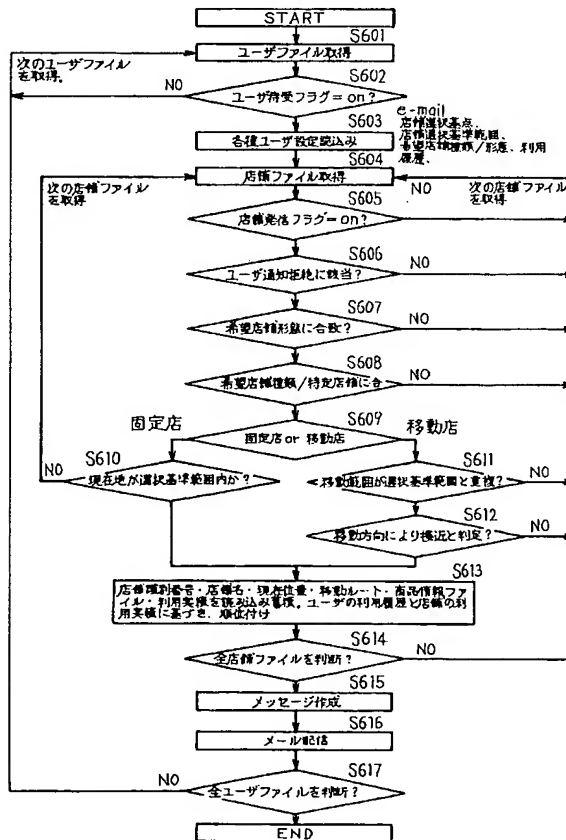 START
S601
ユーザファイル取得
次のユーザファイル
を取得。
NO
S602
ユーザ待受フラグ=on?
e-mail
店舗選択基点、
店舗選択基準範囲、
希望店舗種類/形態、利用
履歴、
S603
各種ユーザ設定読込み
S604
店舗ファイル取得
次の店舗ファイル
を取得
NO
次の店舗ファイル
を取得
S605
店舗発信フラグ=on?
S606
ユーザ通知拒絶に該当?
NO
S607
希望店舗形態に合致?
NO
S608
希望店舗種類/特定店舗に合
NO
S609
固定店or 移動店
固定店
移動店
S610
NO
現在地が選択基準範囲内か?
S611
移動範囲が選択基準範囲と重複?
NO
S612
移動方向により接近と判定?
NO
S613
店舗識別番号・店舗名・現在位置・移動ルート・商品情報ファ
イル・利用実績を読み込み蓄積。ユーザの利用履歴と店舗の利
用実績に基づき、順位付け
S614
全店舗ファイルを判断?
NO
S615
メッセージ作成
S616
メール配信
S617
NO
全ユーザファイルを判断?
END